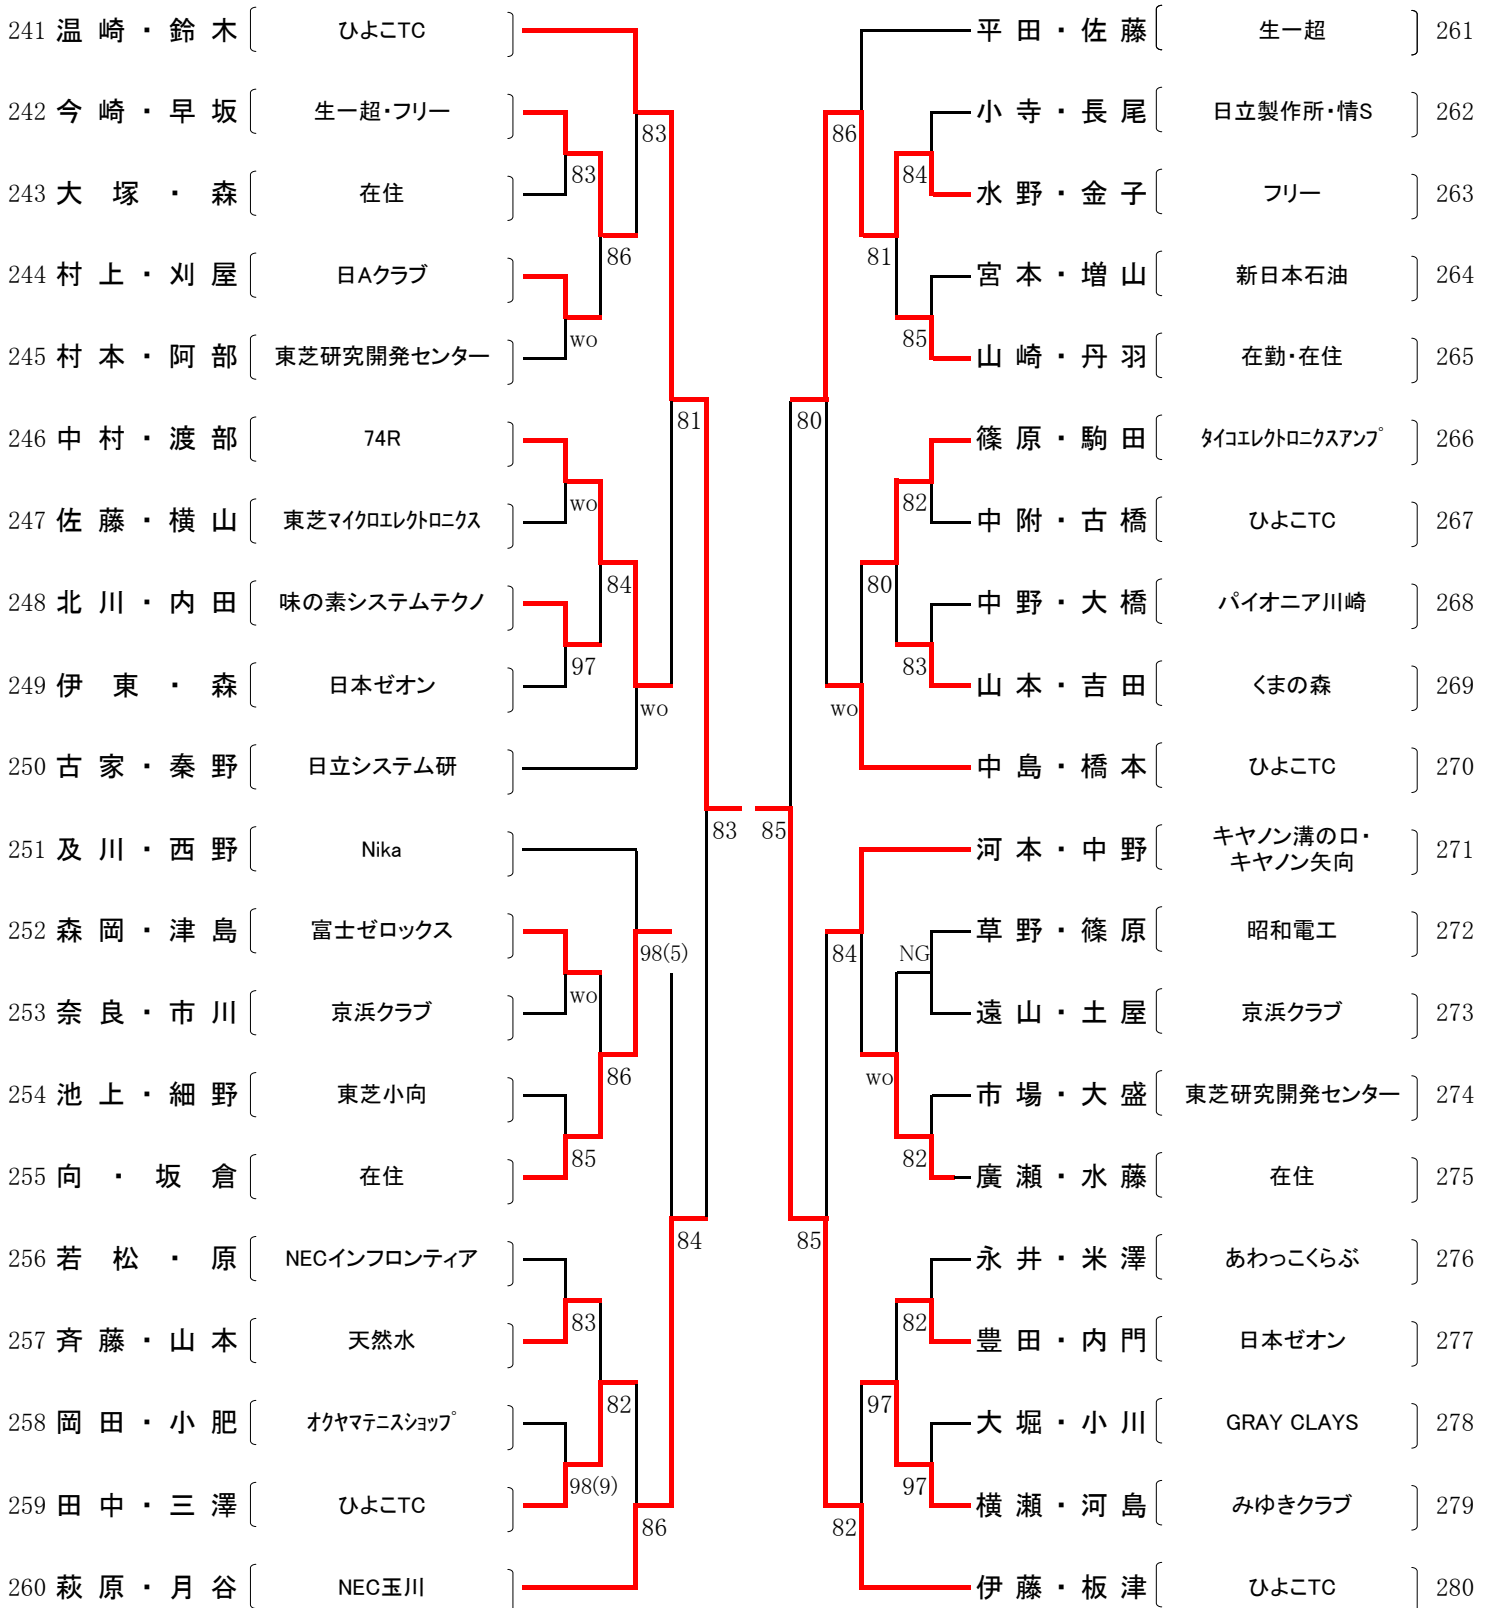 241 温崎・鈴木 ひよこTC
242 今崎・早坂 生一超・フリー
243 大塚・森 在住
244 村上・刈屋 日Aクラブ
245 村本・阿部 東芝研究開発センター
246 中村・渡部 74R
247 佐藤・横山 東芝マイクロエレクトロニクス
248 北川・内田 味の素システムテクノ
249 伊東・森 日本ゼオン
250 古家・秦野 日立システム研
251 及川・西野 Nika
252 森岡・津島 富士ゼロックス
253 奈良・市川 京浜クラブ
254 池上・細野 東芝小向
255 向・坂倉 在住
256 若松・原 NECインフロンティア
257 斉藤・山本 天然水
258 岡田・小肥 オクヤマテニスショップ
259 田中・三澤 ひよこTC
260 萩原・月谷 NEC玉川
83
83
86
wo
81
wo
84
97
wo
83
98(5)
wo
86
85
84
83
82
98(9)
86
86
84
81
85
80
82
80
83
wo
85
84
NG
wo
82
85
82
97
97
82
平田・佐藤 生一超 261
小寺・長尾 日立製作所・情S 262
水野・金子 フリー 263
宮本・増山 新日本石油 264
山崎・丹羽 在勤・在住 265
篠原・駒田 タイコエレクトロニクスアンプ 266
中附・古橋 ひよこTC 267
中野・大橋 パイオニア川崎 268
山本・吉田 くまの森 269
中島・橋本 ひよこTC 270
河本・中野 キヤノン溝の口・
キヤノン矢向 271
草野・篠原 昭和電工 272
遠山・土屋 京浜クラブ 273
市場・大盛 東芝研究開発センター 274
廣瀬・水藤 在住 275
永井・米澤 あわっこくらぶ 276
豊田・内門 日本ゼオン 277
大堀・小川 GRAY CLAYS 278
横瀬・河島 みゆきクラブ 279
伊藤・板津 ひよこTC 280